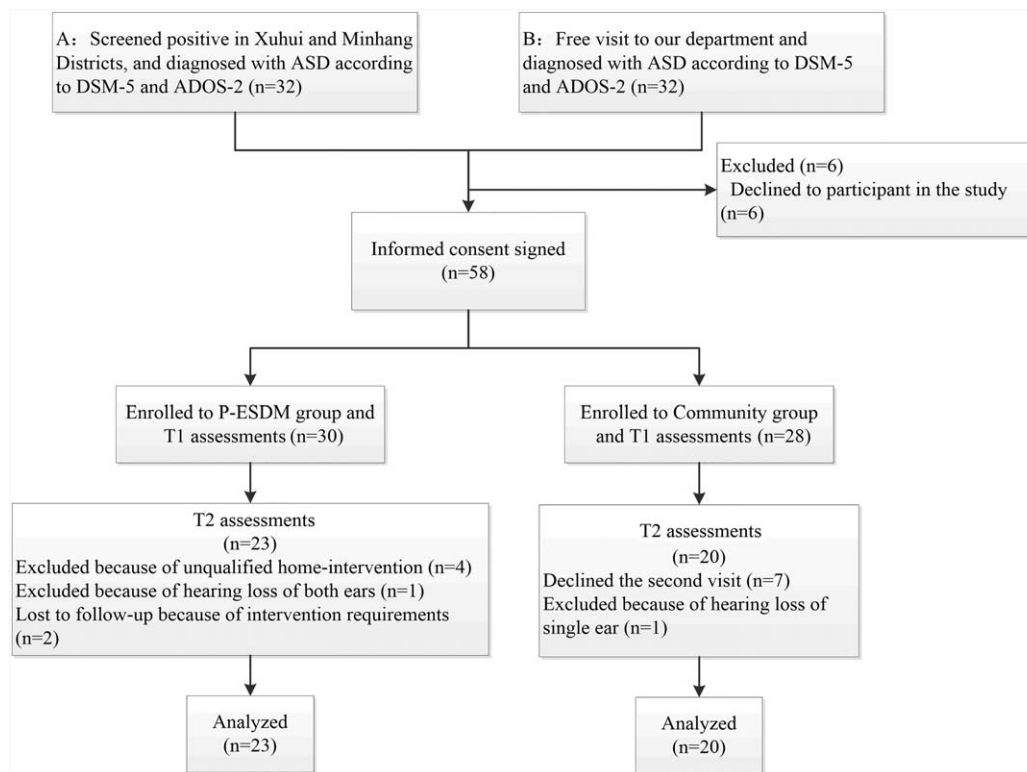 A：Screened positive in Xuhui and Minhang
Districts, and diagnosed with ASD according
to DSM-5 and ADOS-2 (n=32)
B：Free visit to our department and
diagnosed with ASD according to DSM-5
and ADOS-2 (n=32)
Excluded (n=6)
Declined to participant in the study
(n=6)
Informed consent signed
(n=58)
Enrolled to P-ESDM group and
T1 assessments (n=30)
Enrolled to Community group
and T1 assessments (n=28)
T2 assessments
(n=23)
Excluded because of unqualified home-intervention (n=4)
Excluded because of hearing loss of both ears (n=1)
Lost to follow-up because of intervention requirements
(n=2)
T2 assessments
(n=20)
Declined the second visit (n=7)
Excluded because of hearing loss of
single ear (n=1)
Analyzed
(n=23)
Analyzed
(n=20)